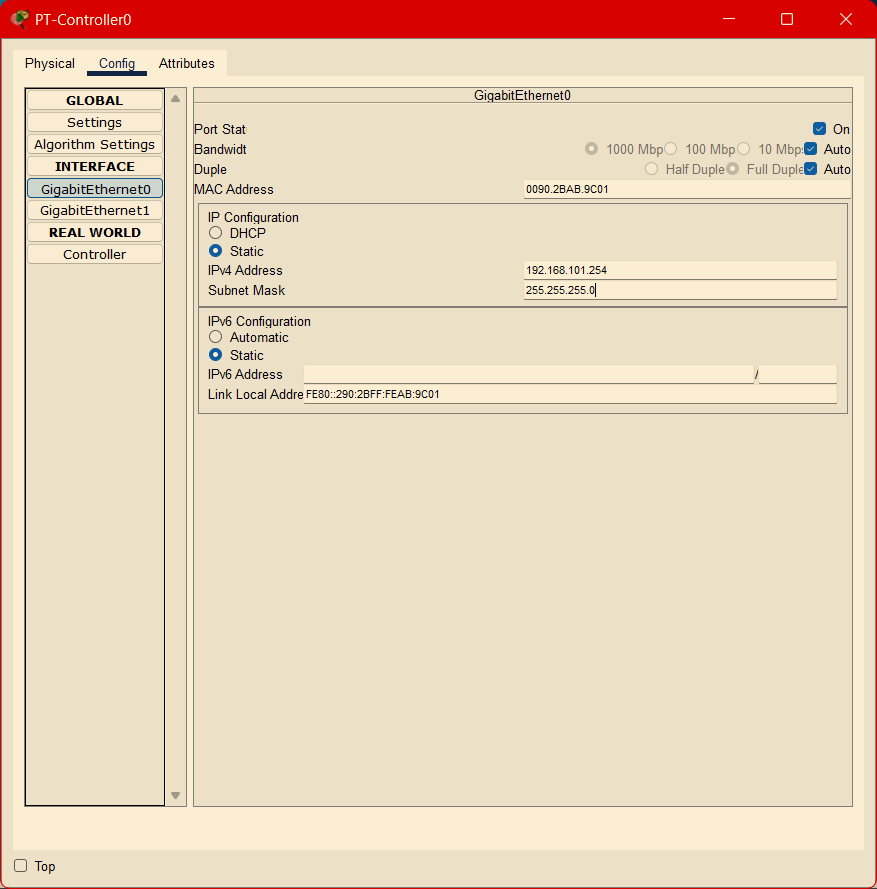 PT-Controller0
Physical Config Attributes
GLOBAL
Settings
Algorithm Settings
INTERFACE
GigabitEthernet0
GigabitEthernet1
REAL WORLD
Controller
GigabitEthernet0
Port Stat On
Bandwidt 1000 Mbp 100 Mbp 10 Mbp Auto
Duple Half Duple Full Duple Auto
MAC Address 0090.2BAB.9C01
IP Configuration
DHCP
Static
IPv4 Address 192.168.101.254
Subnet Mask 255.255.255.0
IPv6 Configuration
Automatic
Static
IPv6 Address /
Link Local Addre FE80::290:2BFF:FEAB:9C01
Top